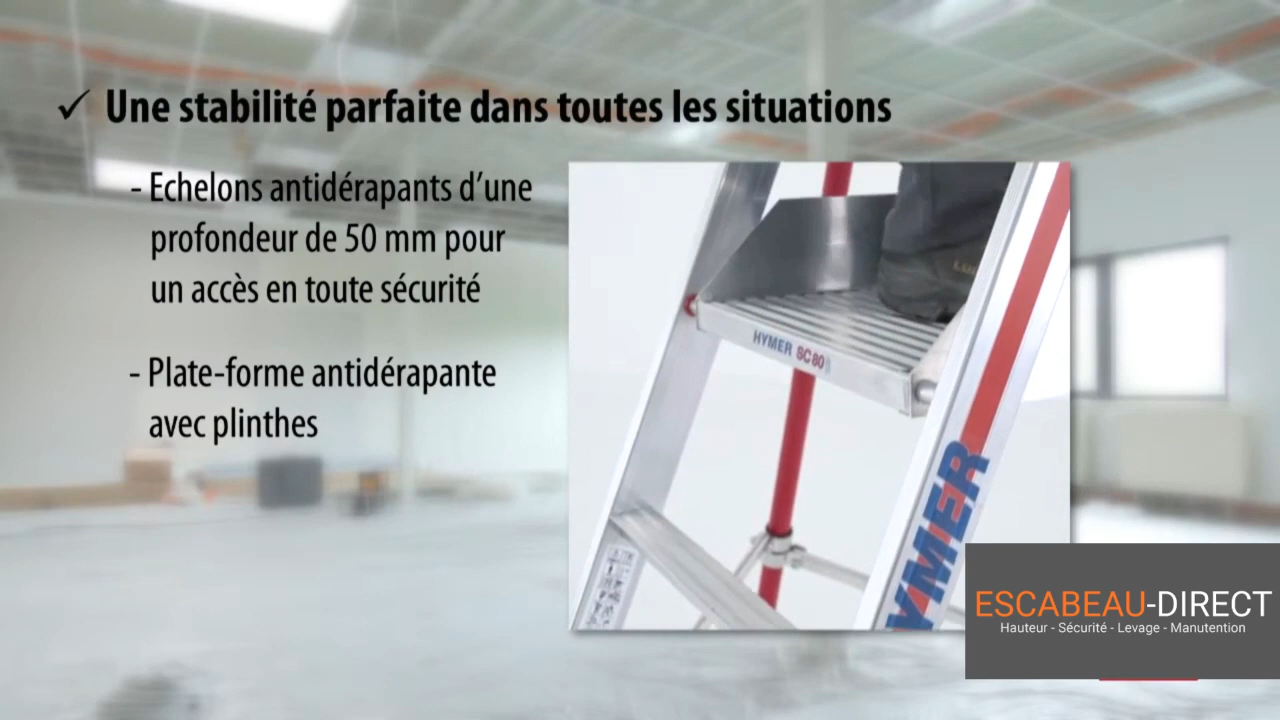 ✓ Une stabilité parfaite dans toutes les situations
- Echelons antidérapants d’une
profondeur de 50 mm pour
un accès en toute sécurité
- Plate-forme antidérapante
avec plinthes
HYMER SC80
YMER
ESCABEAU-DIRECT
Hauteur - Sécurité - Levage - Manutention